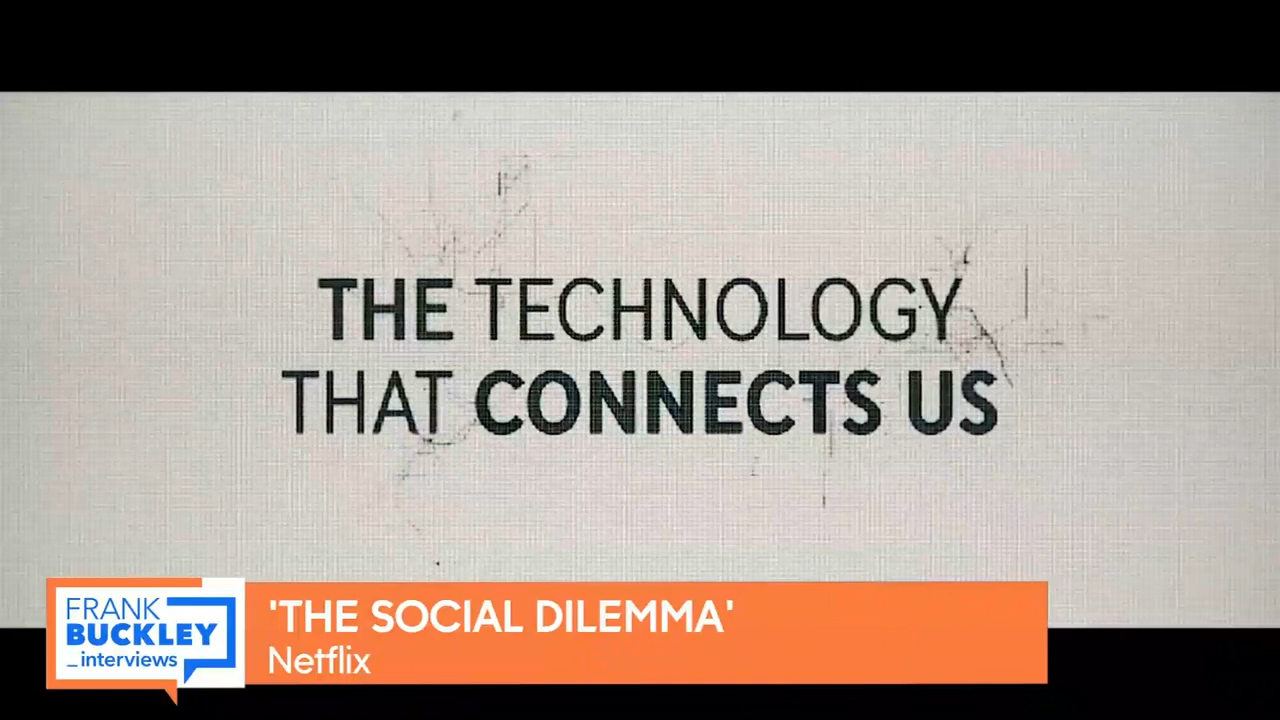 THE TECHNOLOGY
THAT CONNECTS US
FRANK
BUCKLEY
_interviews
'THE SOCIAL DILEMMA'
Netflix